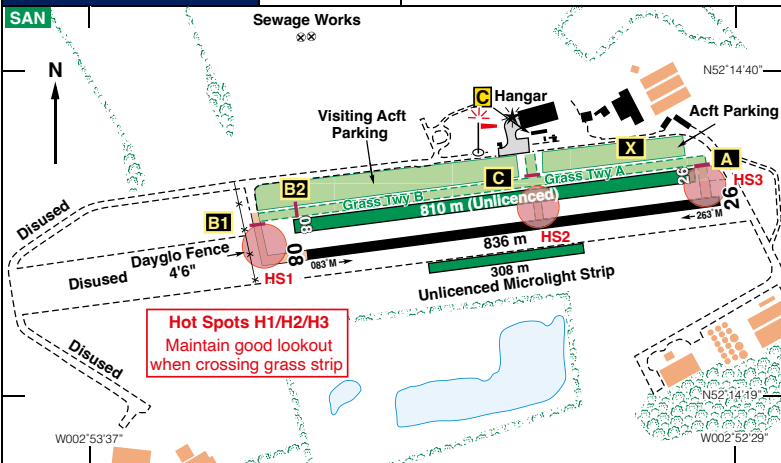 SAN
Sewage Works
N
N52°14'40"
C Hangar
Visiting Acft
Parking
Acft Parking
X
A
HS3
C
Grass Twy A
26
26
B2
Grass Twy B
810 m (Unlicenced)
08
B1
Disused
Dayglo Fence
4'6"
Disused
HS1
08
083°M
836 m
HS2
263°M
308 m
Unlicenced Microlight Strip
Hot Spots H1/H2/H3
Maintain good lookout
when crossing grass strip
Disused
N52°14'19"
W002°53'37"
W002°52'29"